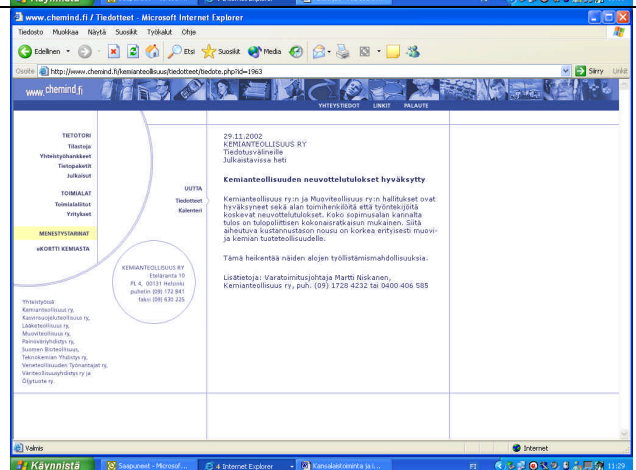 Käynnistä
www.chemind.fi / Tiedotteet - Microsoft Internet Explorer
Tiedosto Muokkaa Näytä Suosikit Työkalut Ohje
Edellinen Etsi Suosikit Media
Osoite http://www.chemind.fi/kemianteollisuus/tiedotteet/tiedote.php?id=1963 Siirry Linkit
www.chemind.fi
YHTEYSTIEDOT LINKIT PALAUTE
TIETOTORI
Tilastoja
Yhteistyöhankkeet
Tietopaketit
Julkaisut
TOIMIALAT
Toimialaliitot
Yritykset
MENESTYSTARINAT
eKORTTI KEMIASTA
UUTTA
Tiedotteet
Kalenteri
KEMIANTEOLLISUUS RY
Eteläranta 10
PL 4, 00131 Helsinki
puhelin (09) 172 841
faksi (09) 630 225
Yhteistyössä
Kemianteollisuus ry,
Kasvinsuojeluteollisuus ry,
Lääketeollisuus ry,
Muoviteollisuus ry,
Painoväriyhdistys ry,
Suomen Bioteollisuus,
Teknokemian Yhdistys ry,
Veneteollisuuden Työnantajat ry,
Väriteollisuusyhdistys ry ja
Öljytuote ry.
29.11.2002
KEMIANTEOLLISUUS RY
Tiedotusvälineille
Julkaistavissa heti
Kemianteollisuuden neuvottelutulokset hyväksytty
Kemianteollisuus ry:n ja Muoviteollisuus ry:n hallitukset ovat
hyväksyneet sekä alan toimihenkilöitä että työntekijöitä
koskevat neuvottelutulokset. Koko sopimusalan kannalta
tulos on tulopoliittisen kokonaisratkaisun mukainen. Siitä
aiheutuva kustannustason nousu on korkea erityisesti muovi-
ja kemian tuoteteollisuudelle.
Tämä heikentää näiden alojen työllistämismahdollisuuksia.
Lisätietoja: Varatoimitusjohtaja Martti Niskanen,
Kemianteollisuus ry, puh. (09) 1728 4232 tai 0400 406 585
Valmis Internet
Käynnistä Saapuneet - Microsof... 4 Internet Explorer Kansalaistoiminta ja i... FI 11:29